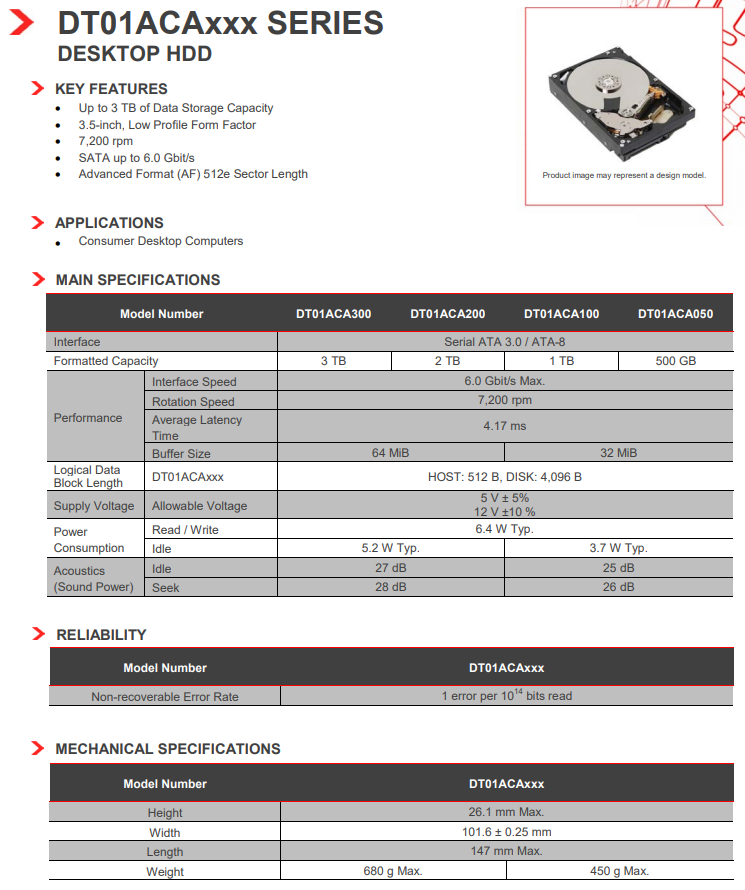 DT01ACAxxx SERIES
DESKTOP HDD
KEY FEATURES
• Up to 3 TB of Data Storage Capacity
• 3.5-inch, Low Profile Form Factor
• 7,200 rpm
• SATA up to 6.0 Gbit/s
• Advanced Format (AF) 512e Sector Length
Product image may represent a design model.
APPLICATIONS
• Consumer Desktop Computers
MAIN SPECIFICATIONS
Model Number DT01ACA300 DT01ACA200 DT01ACA100 DT01ACA050
Interface Serial ATA 3.0 / ATA-8
Formatted Capacity 3 TB 2 TB 1 TB 500 GB
Performance
Interface Speed 6.0 Gbit/s Max.
Rotation Speed 7,200 rpm
Average Latency
Time
4.17 ms
Buffer Size 64 MiB 32 MiB
Logical Data
Block Length
DT01ACAxxx HOST: 512 B, DISK: 4,096 B
Supply Voltage Allowable Voltage
5 V ± 5%
12 V ±10 %
Power
Consumption
Read / Write 6.4 W Typ.
Idle 5.2 W Typ. 3.7 W Typ.
Acoustics
(Sound Power)
Idle 27 dB 25 dB
Seek 28 dB 26 dB
RELIABILITY
Model Number DT01ACAxxx
Non-recoverable Error Rate 1 error per 10¹⁴ bits read
MECHANICAL SPECIFICATIONS
Model Number DT01ACAxxx
Height 26.1 mm Max.
Width 101.6 ± 0.25 mm
Length 147 mm Max.
Weight 680 g Max. 450 g Max.